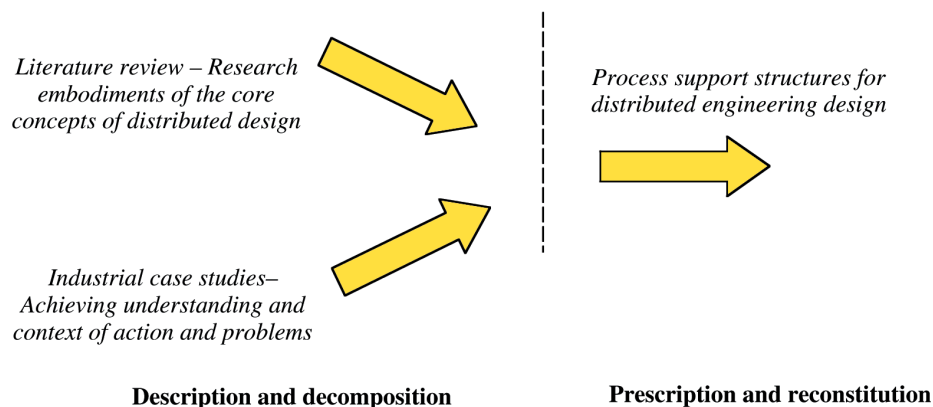 Literature review – Research
embodiments of the core
concepts of distributed design
Process support structures for
distributed engineering design
Industrial case studies–
Achieving understanding and
context of action and problems
Description and decomposition
Prescription and reconstitution